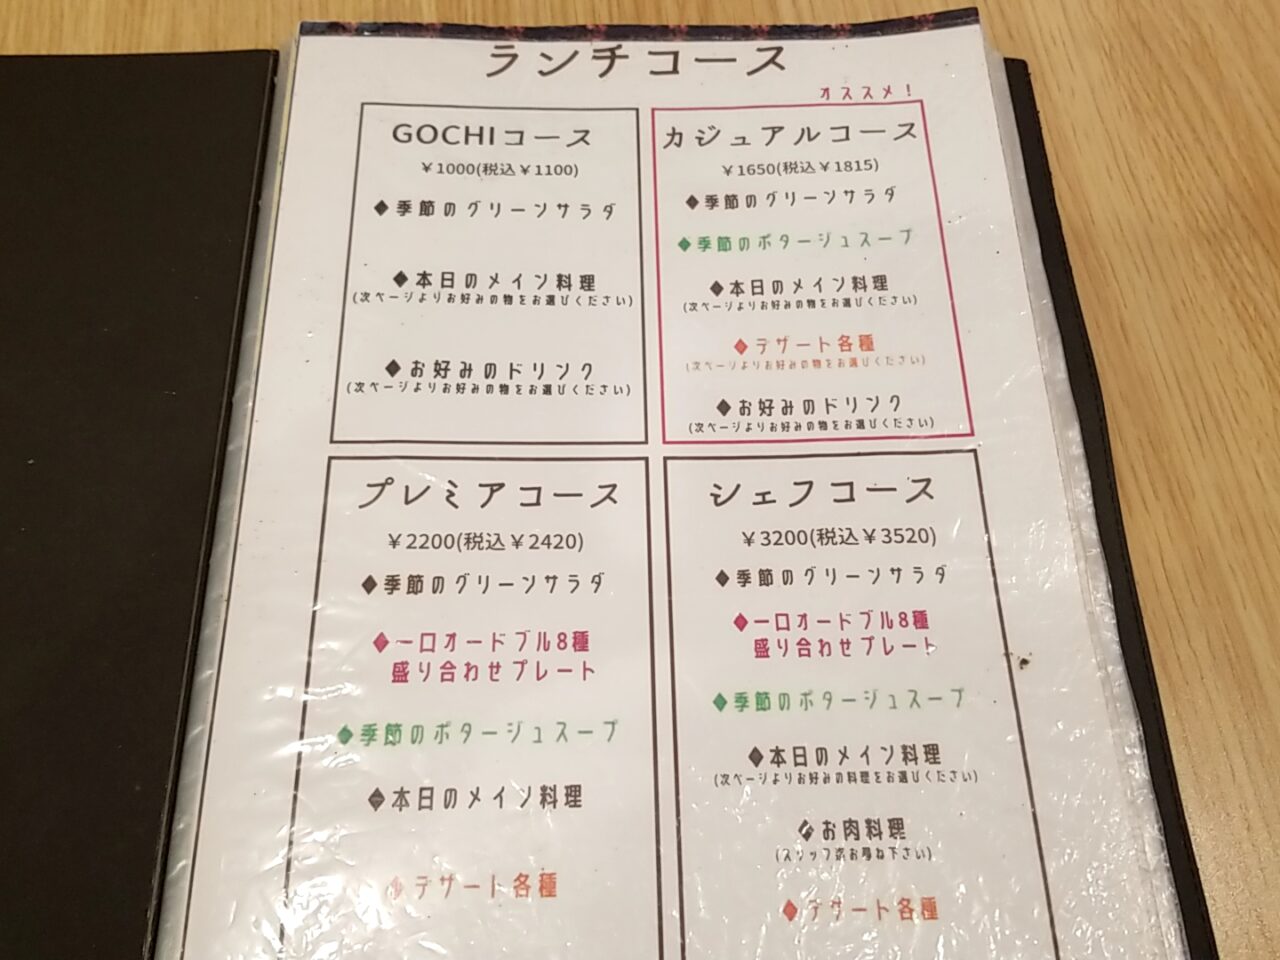 ランチコース
オススメ！
GOCHIコース
￥1000(税込￥1100)
◆季節のグリーンサラダ
◆本日のメイン料理
(次ページよりお好みの物をお選びください)
◆お好みのドリンク
(次ページよりお好みの物をお選びください)
カジュアルコース
￥1650(税込￥1815)
◆季節のグリーンサラダ
◆季節のポタージュスープ
◆本日のメイン料理
(次ページよりお好みの物をお選びください)
◆デザート各種
(次ページよりお好みの物をお選びください)
◆お好みのドリンク
(次ページよりお好みの物をお選びください)
プレミアコース
￥2200(税込￥2420)
◆季節のグリーンサラダ
◆一口オードブル8種
盛り合わせプレート
◆季節のポタージュスープ
◆本日のメイン料理
◆デザート各種
シェフコース
￥3200(税込￥3520)
◆季節のグリーンサラダ
◆一口オードブル8種
盛り合わせプレート
◆季節のポタージュスープ
◆本日のメイン料理
(次ページよりお好みの料理をお選びください)
◆お肉料理
(スタッフ迄お尋ね下さい)
◆デザート各種